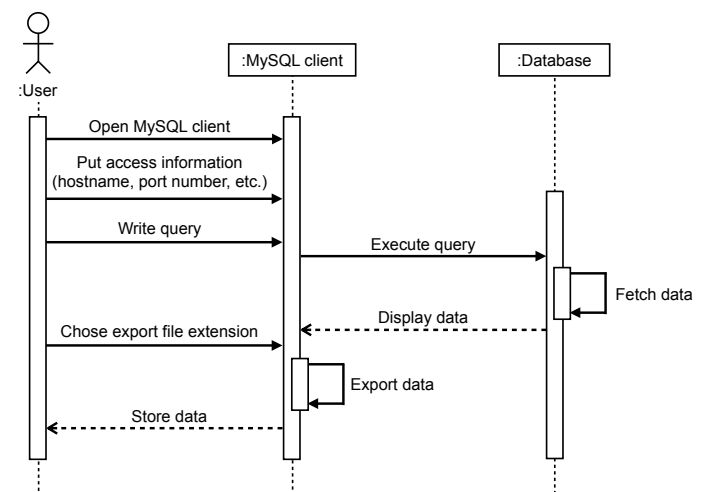 :User
:MySQL client
:Database
Open MySQL client
Put access information
(hostname, port number, etc.)
Write query
Execute query
Fetch data
Display data
Chose export file extension
Export data
Store data